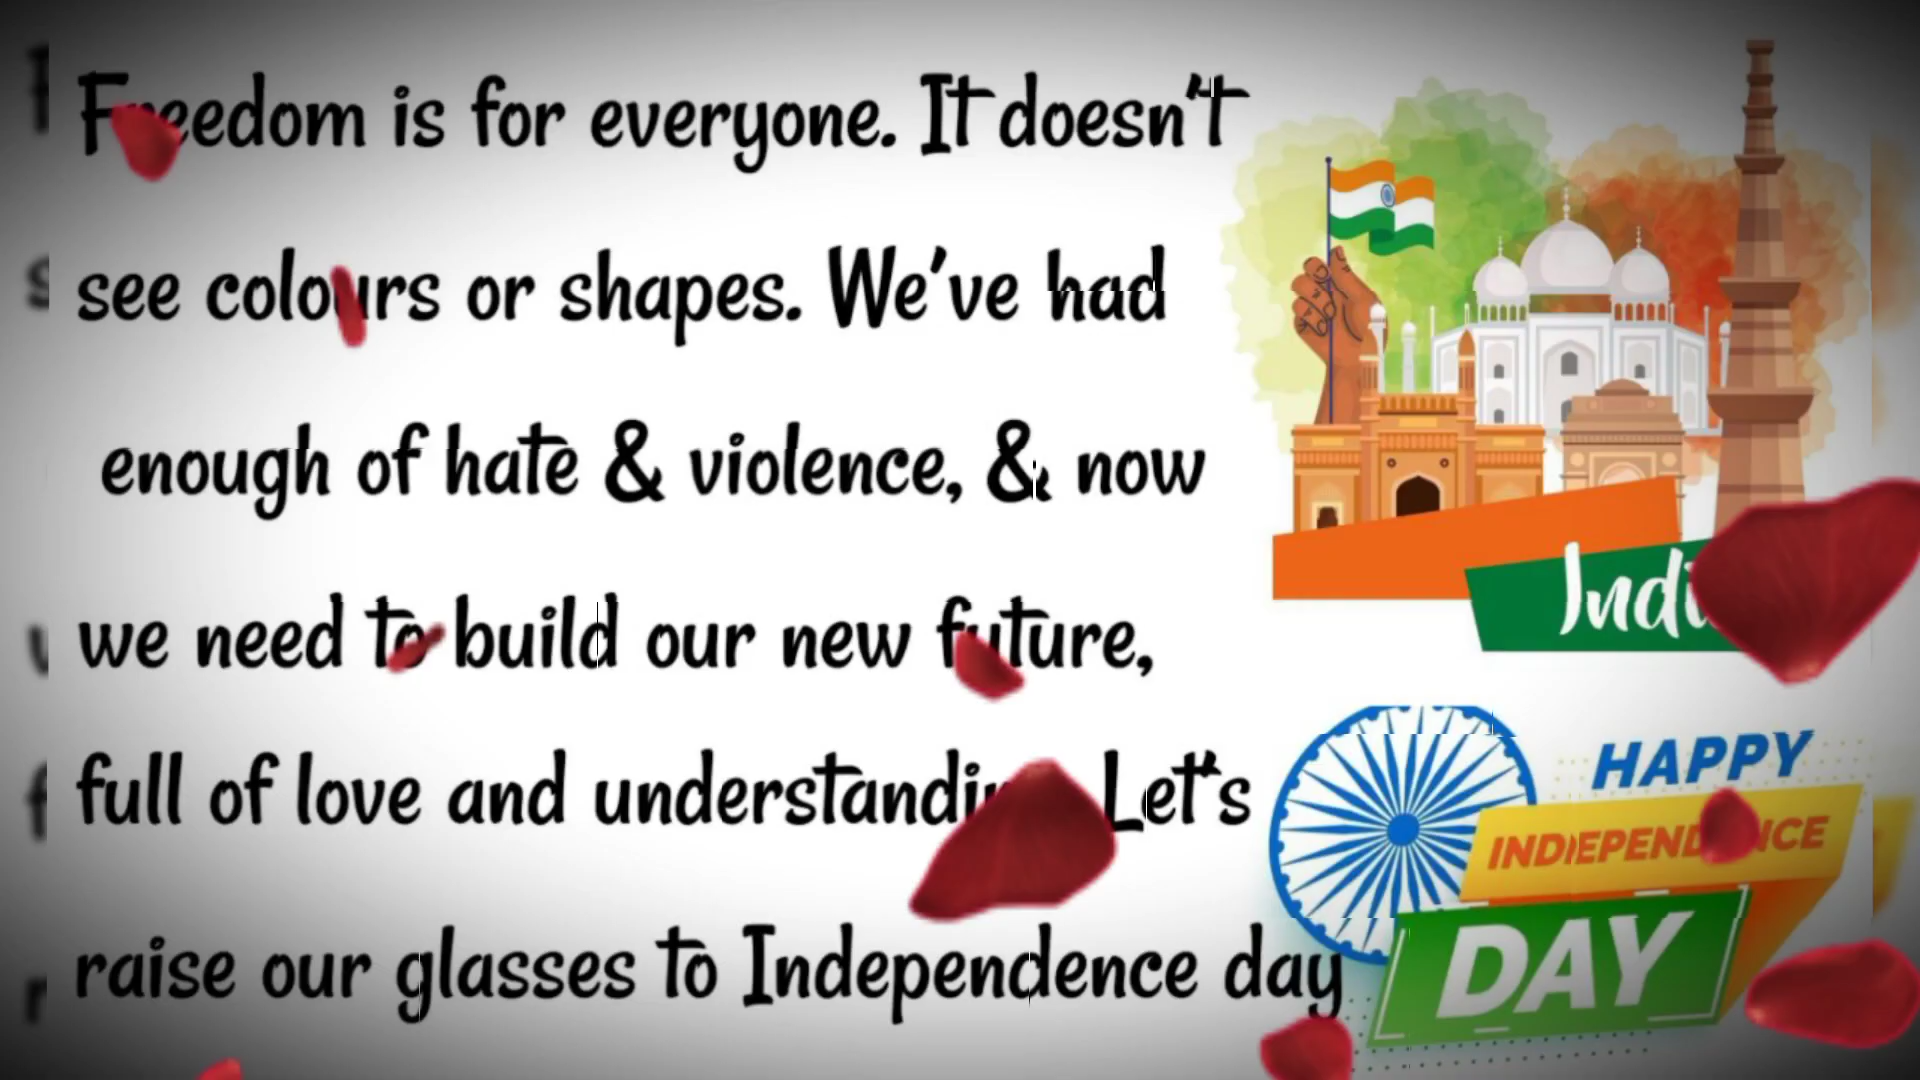 Freedom is for everyone. It doesn't
see colours or shapes. We've had
enough of hate & violence, & now
we need to build our new future,
full of love and understanding. Let's
raise our glasses to Independence day
India
HAPPY
INDEPENDENCE
DAY